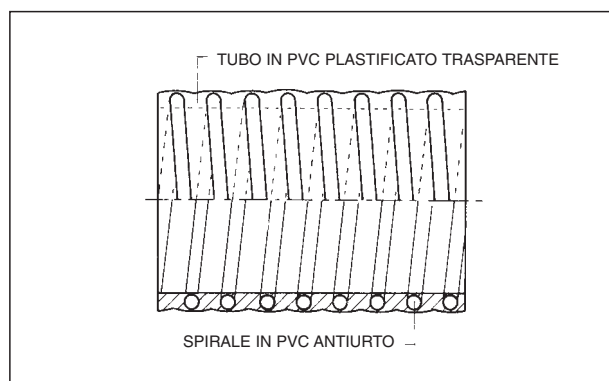 TUBO IN PVC PLASTIFICATO TRASPARENTE
SPIRALE IN PVC ANTIURTO